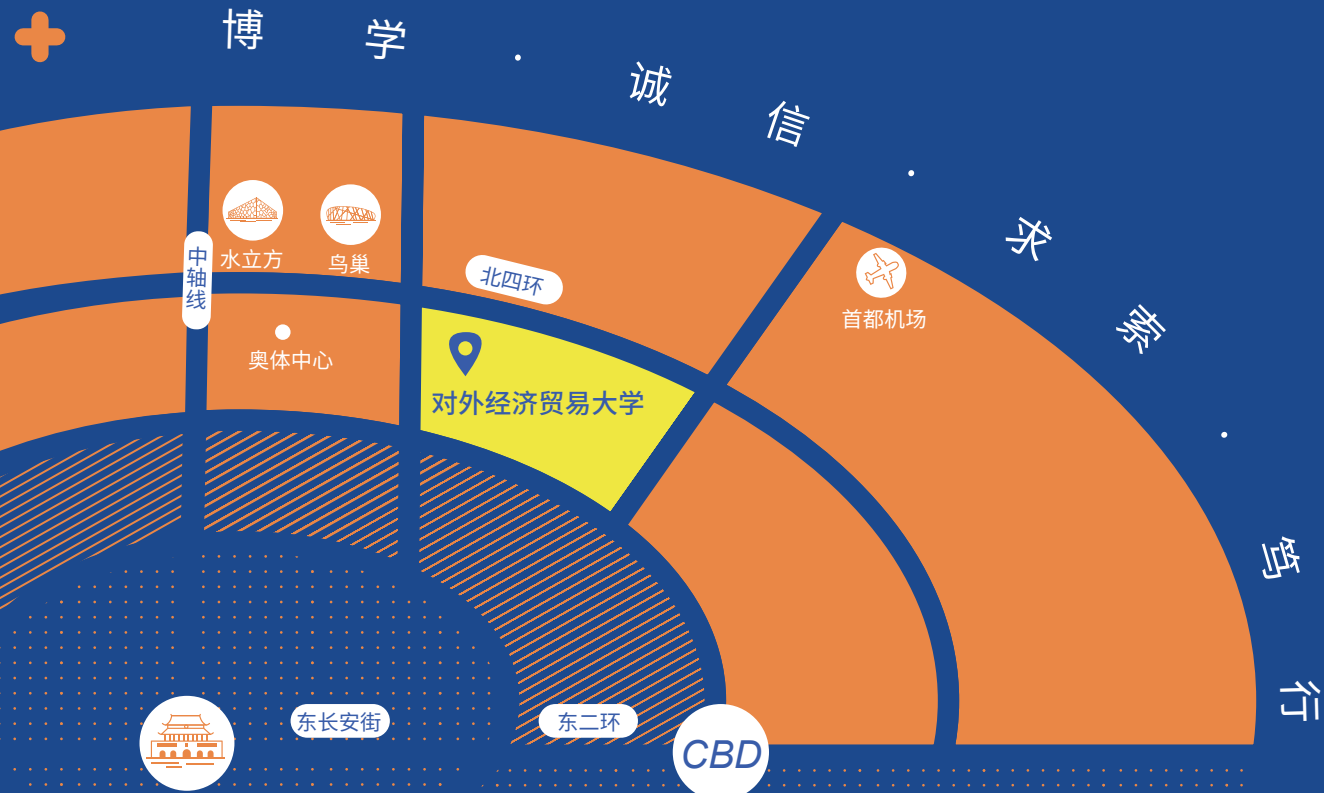 博学·诚信·求索·笃行
水立方
鸟巢
中轴线
北四环
首都机场
奥体中心
对外经济贸易大学
东长安街
东二环
CBD